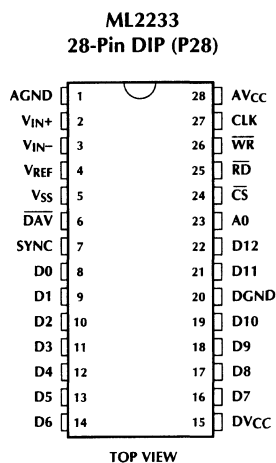 ML2233
28-Pin DIP (P28)
AGND 1 28 AVCC
VIN+ 2 27 CLK
VIN− 3 26 WR
VREF 4 25 RD
VSS 5 24 CS
DAV 6 23 A0
SYNC 7 22 D12
D0 8 21 D11
D1 9 20 DGND
D2 10 19 D10
D3 11 18 D9
D4 12 17 D8
D5 13 16 D7
D6 14 15 DVCC
TOP VIEW